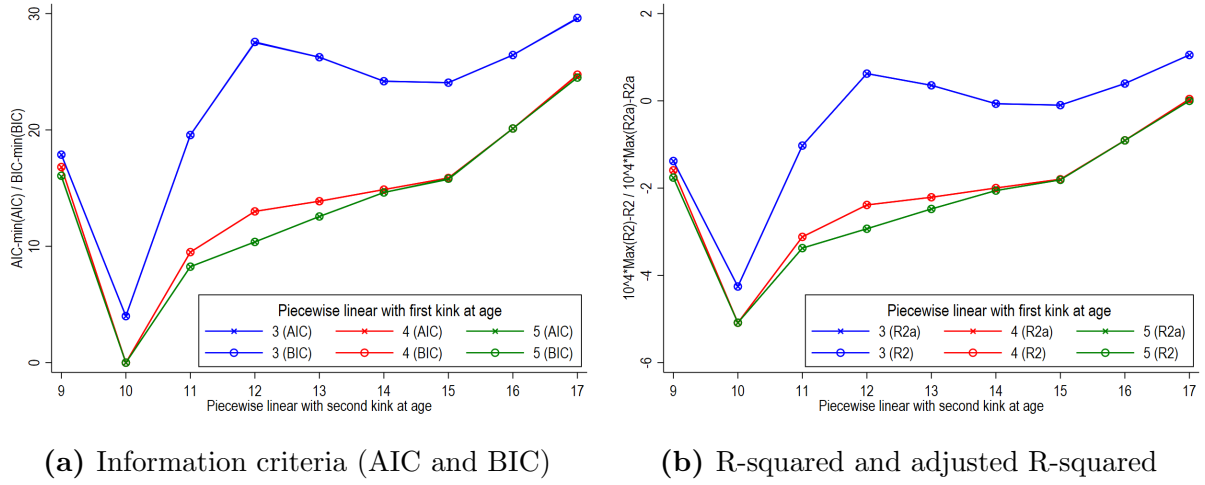 AIC-min(AIC) / BIC-min(BIC)
30
20
10
0
9 10 11 12 13 14 15 16 17
Piecewise linear with second kink at age
Piecewise linear with first kink at age
3 (AIC) 4 (AIC) 5 (AIC)
3 (BIC) 4 (BIC) 5 (BIC)
(a) Information criteria (AIC and BIC)
10^4*Max(R2)-R2 / 10^4*Max(R2a)-R2a
2
0
-2
-4
-6
9 10 11 12 13 14 15 16 17
Piecewise linear with second kink at age
Piecewise linear with first kink at age
3 (R2a) 4 (R2a) 5 (R2a)
3 (R2) 4 (R2) 5 (R2)
(b) R-squared and adjusted R-squared